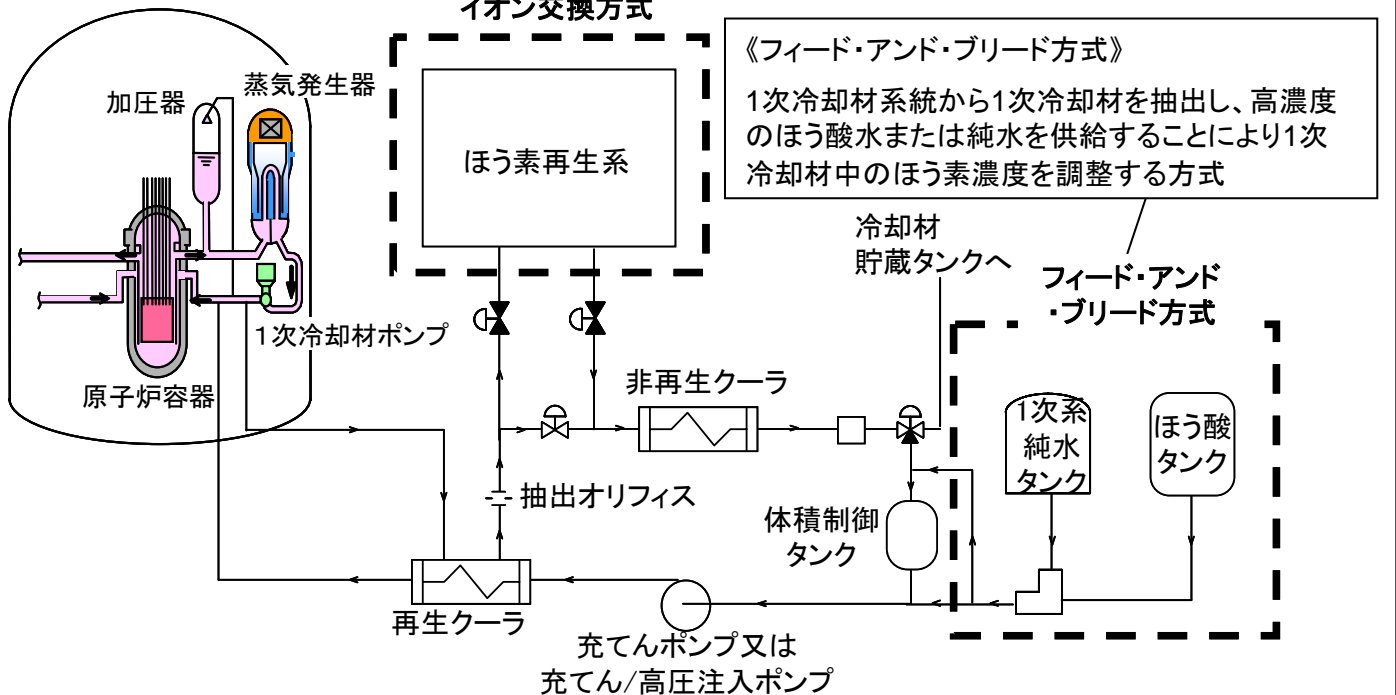 イオン交換方式
《フィード・アンド・ブリード方式》
1次冷却材系統から1次冷却材を抽出し、高濃度
のほう酸水または純水を供給することにより1次
冷却材中のほう素濃度を調整する方式
蒸気発生器
加圧器
ほう素再生系
冷却材
貯蔵タンクへ
フィード・アンド
・ブリード方式
1次冷却材ポンプ
原子炉容器
非再生クーラ
1次系
純水
タンク
ほう酸
タンク
抽出オリフィス
体積制御
タンク
再生クーラ
充てんポンプ又は
充てん/高圧注入ポンプ